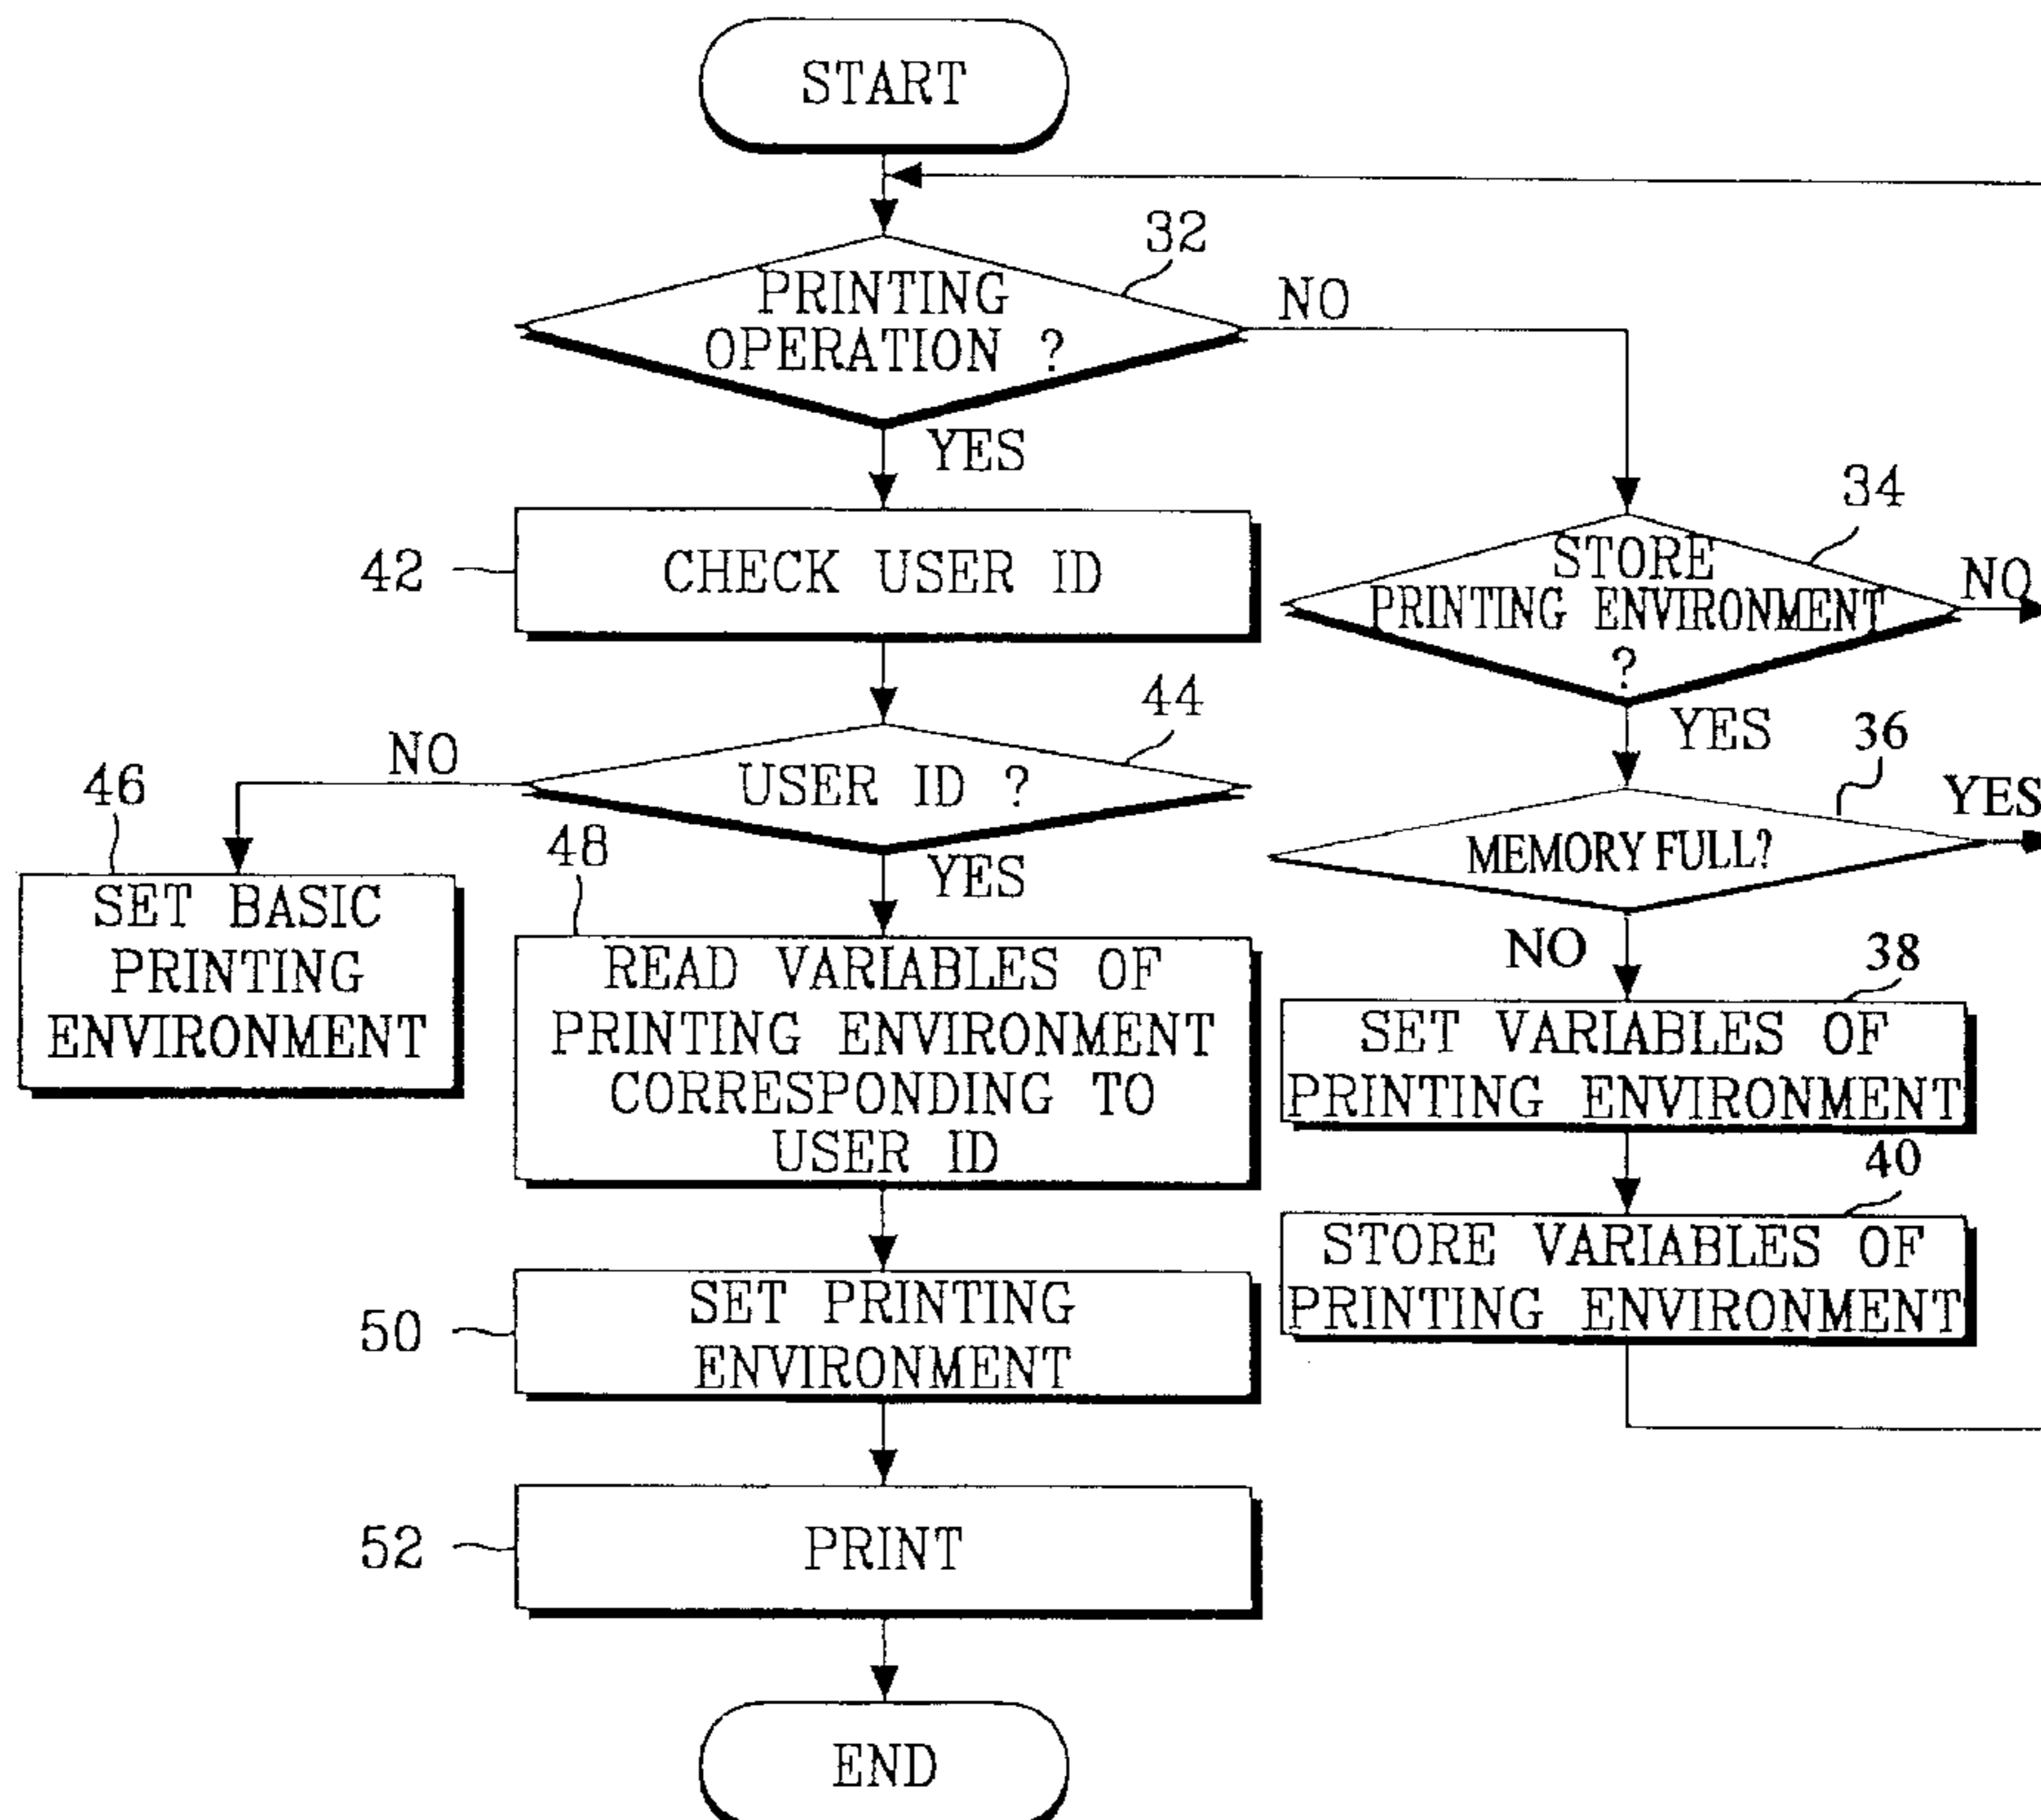 START
32
PRINTING
OPERATION ?
NO
YES
34
42
CHECK USER ID
STORE
PRINTING ENVIRONMENT
?
NO
YES
44
36
NO
USER ID ?
YES
46
MEMORY FULL?
YES
48
NO
SET BASIC
PRINTING
ENVIRONMENT
READ VARIABLES OF
PRINTING ENVIRONMENT
CORRESPONDING TO
USER ID
38
SET VARIABLES OF
PRINTING ENVIRONMENT
40
STORE VARIABLES OF
PRINTING ENVIRONMENT
50
SET PRINTING
ENVIRONMENT
52
PRINT
END